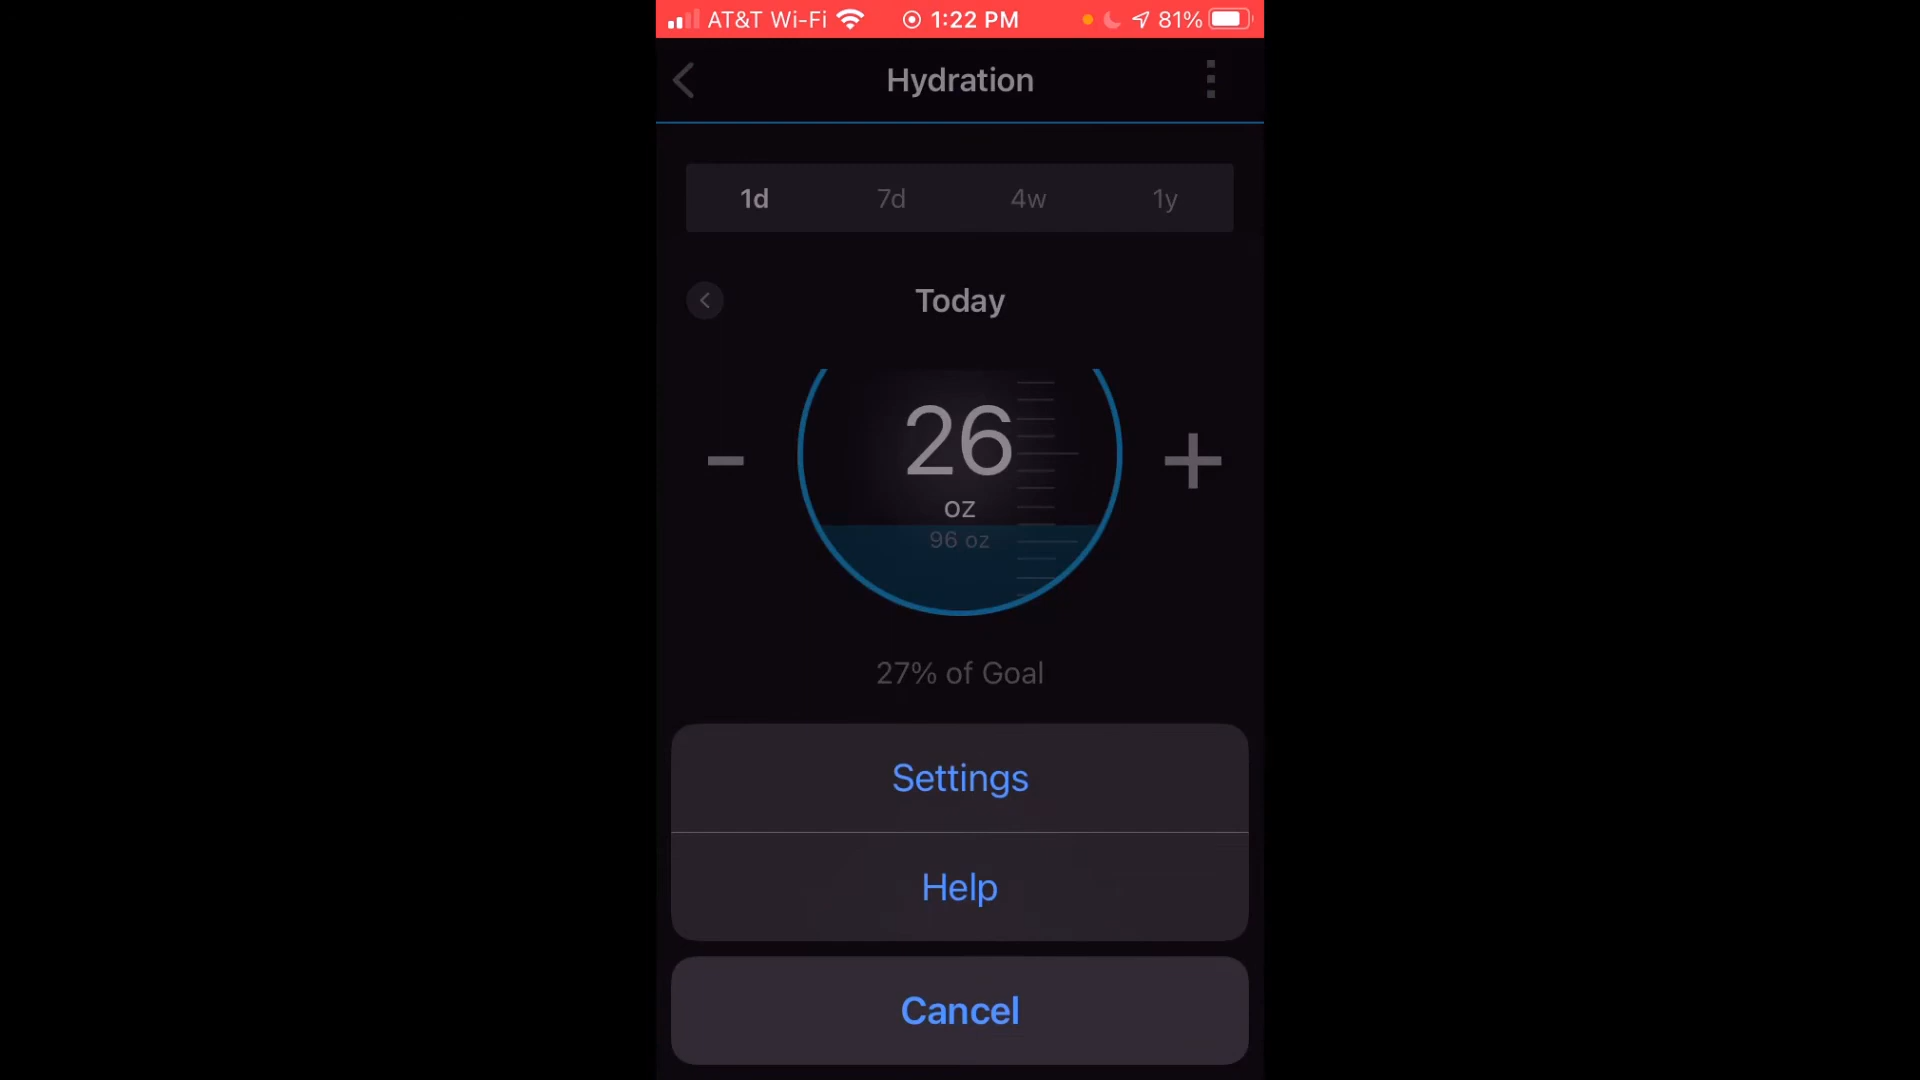 AT&T Wi-Fi 1:22 PM 81%
Hydration
1d 7d 4w 1y
Today
26
oz
96 oz
27% of Goal
Settings
Help
Cancel